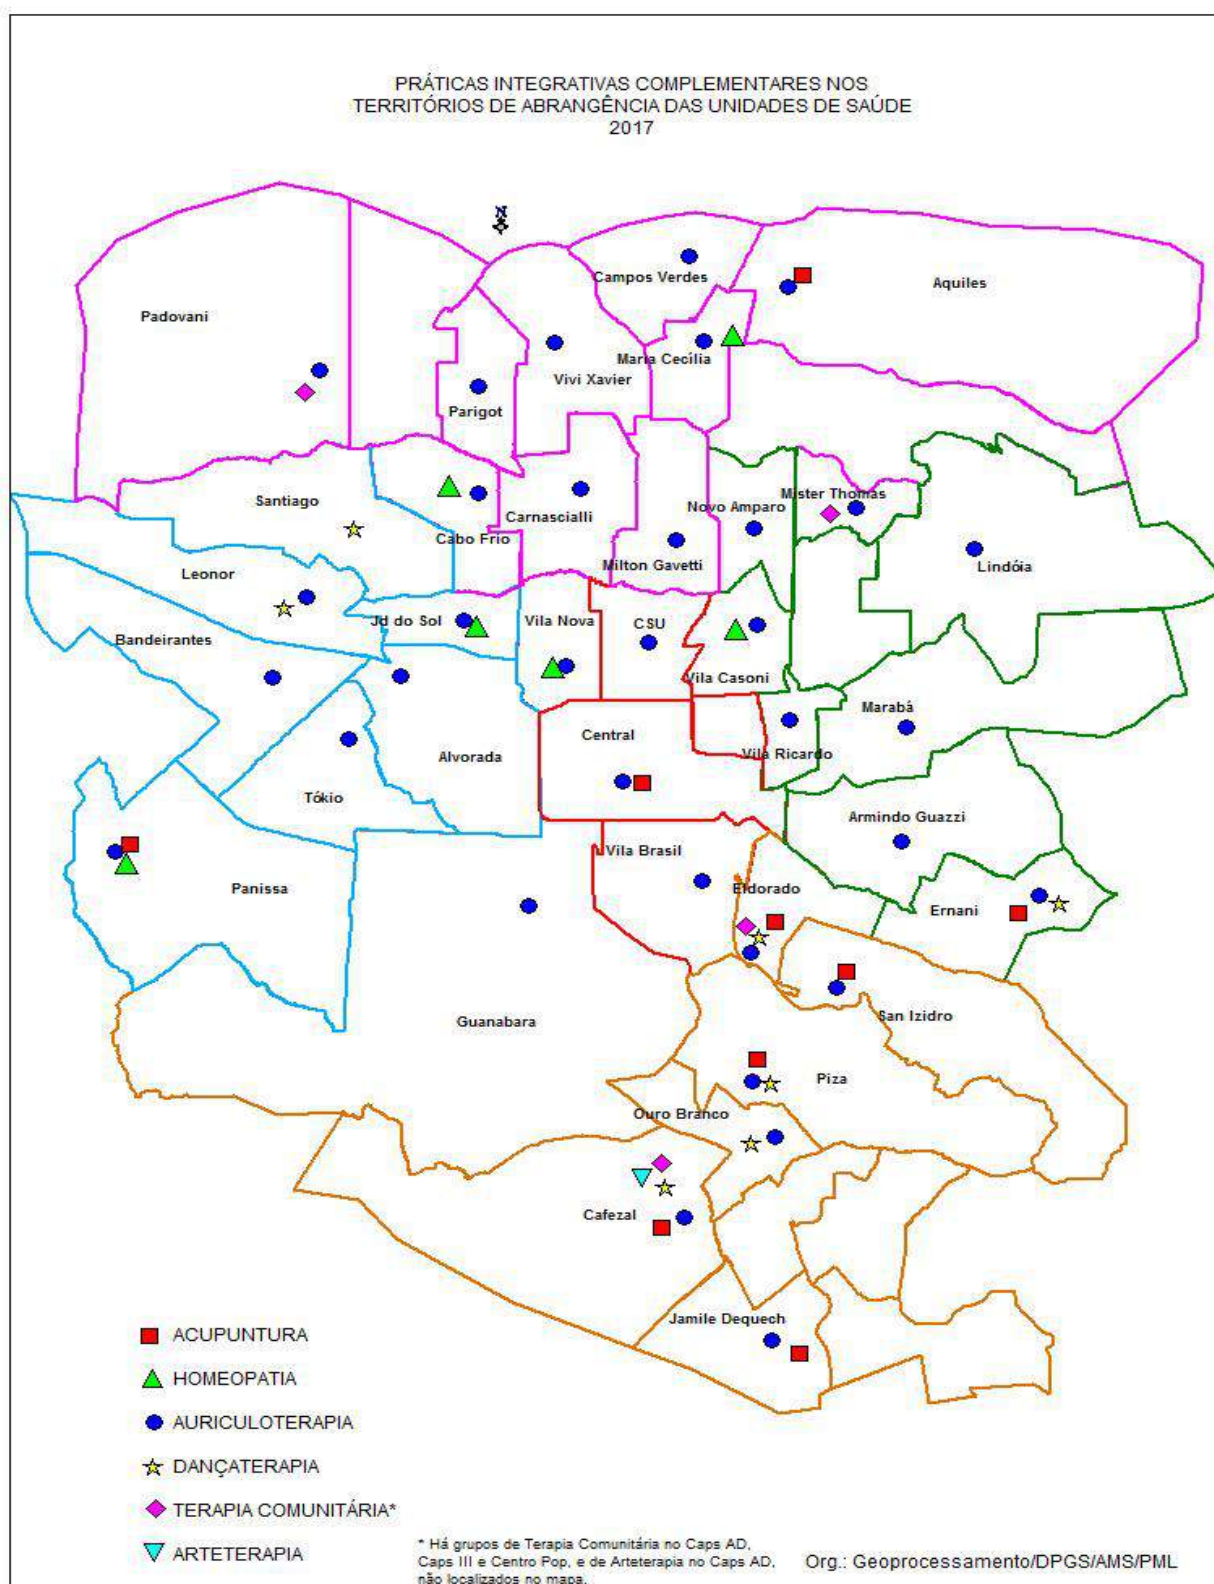 PRÁTICAS INTEGRATIVAS COMPLEMENTARES NOS
TERRITÓRIOS DE ABRANGÊNCIA DAS UNIDADES DE SAÚDE
2017
N
Campos Verdes
Aquiles
Padovani
Maria Cecília
Vivi Xavier
Parigot
Santiago
Mister Thomas
Novo Amparo
Carnascialli
Cabo Frio
Milton Gavetti
Lindóia
Leonor
Bandeirantes
Jd do Sol
Vila Nova
CSU
Vila Casoni
Marabá
Central
Vila Ricardo
Alvorada
Tókio
Armindo Guazzi
Vila Brasil
Eldorado
Panissa
Ernani
Guanabara
San Izidro
Piza
Ouro Branco
Cafezal
Jamile Dequech
ACUPUNTURA
HOMEOPATIA
AURICULOTERAPIA
DANÇATERAPIA
TERAPIA COMUNITÁRIA*
ARTETERAPIA
* Há grupos de Terapia Comunitária no Caps AD,
Caps III e Centro Pop, e de Arteterapia no Caps AD,
não localizados no mapa.
Org.: Geoprocessamento/DPGS/AMS/PML